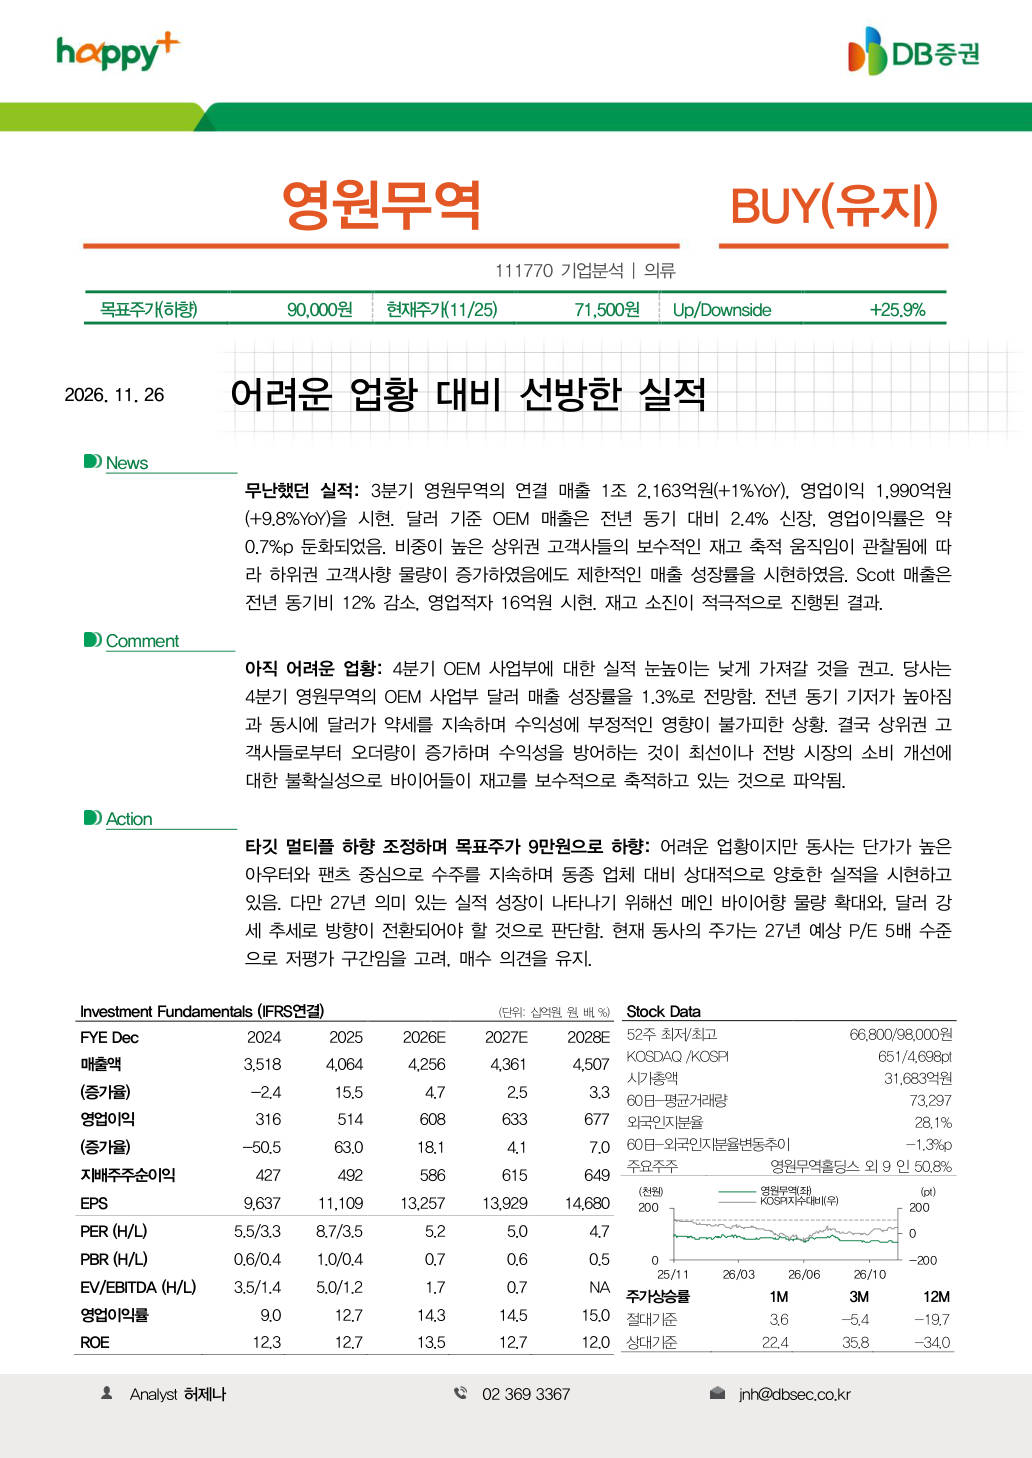 happy+
DB증권
영원무역
BUY(유지)
111770 기업분석 | 의류
목표주가(하향) 90,000원 현재주가(11/25) 71,500원 Up/Downside +25.9%
2026. 11. 26
어려운 업황 대비 선방한 실적
News
무난했던 실적: 3분기 영원무역의 연결 매출 1조 2,163억원(+1%YoY), 영업이익 1,990억원
(+9.8%YoY)을 시현. 달러 기준 OEM 매출은 전년 동기 대비 2.4% 신장, 영업이익률은 약
0.7%p 둔화되었음. 비중이 높은 상위권 고객사들의 보수적인 재고 축적 움직임이 관찰됨에 따
라 하위권 고객사향 물량이 증가하였음에도 제한적인 매출 성장률을 시현하였음. Scott 매출은
전년 동기비 12% 감소, 영업적자 16억원 시현. 재고 소진이 적극적으로 진행된 결과.
Comment
아직 어려운 업황: 4분기 OEM 사업부에 대한 실적 눈높이는 낮게 가져갈 것을 권고. 당사는
4분기 영원무역의 OEM 사업부 달러 매출 성장률을 1.3%로 전망함. 전년 동기 기저가 높아짐
과 동시에 달러가 약세를 지속하며 수익성에 부정적인 영향이 불가피한 상황. 결국 상위권 고
객사들로부터 오더량이 증가하며 수익성을 방어하는 것이 최선이나 전방 시장의 소비 개선에
대한 불확실성으로 바이어들이 재고를 보수적으로 축적하고 있는 것으로 파악됨.
Action
타깃 멀티플 하향 조정하며 목표주가 9만원으로 하향: 어려운 업황이지만 동사는 단가가 높은
아우터와 팬츠 중심으로 수주를 지속하며 동종 업체 대비 상대적으로 양호한 실적을 시현하고
있음. 다만 27년 의미 있는 실적 성장이 나타나기 위해선 메인 바이어향 물량 확대와, 달러 강
세 추세로 방향이 전환되어야 할 것으로 판단함. 현재 동사의 주가는 27년 예상 P/E 5배 수준
으로 저평가 구간임을 고려, 매수 의견을 유지.
Investment Fundamentals (IFRS연결) (단위: 십억원, 원, 배, %)
FYE Dec 2024 2025 2026E 2027E 2028E
매출액 3,518 4,064 4,256 4,361 4,507
(증가율) -2.4 15.5 4.7 2.5 3.3
영업이익 316 514 608 633 677
(증가율) -50.5 63.0 18.1 4.1 7.0
지배주주순이익 427 492 586 615 649
EPS 9,637 11,109 13,257 13,929 14,680
PER (H/L) 5.5/3.3 8.7/3.5 5.2 5.0 4.7
PBR (H/L) 0.6/0.4 1.0/0.4 0.7 0.6 0.5
EV/EBITDA (H/L) 3.5/1.4 5.0/1.2 1.7 0.7 NA
영업이익률 9.0 12.7 14.3 14.5 15.0
ROE 12.3 12.7 13.5 12.7 12.0
Stock Data
52주 최저/최고 66,800/98,000원
KOSDAQ /KOSPI 651/4,698pt
시가총액 31,683억원
60日-평균거래량 73,297
외국인지분율 28.1%
60日-외국인지분율변동추이 -1.3%p
주요주주 영원무역홀딩스 외 9 인 50.8%
(천원) 영원무역(좌) (pt)
KOSPI지수대비(우)
200 200
0
0 -200
25/11 26/03 26/06 26/10
주가상승률 1M 3M 12M
절대기준 3.6 -5.4 -19.7
상대기준 22.4 35.8 -34.0
Analyst 허제나 02 369 3367 jnh@dbsec.co.kr